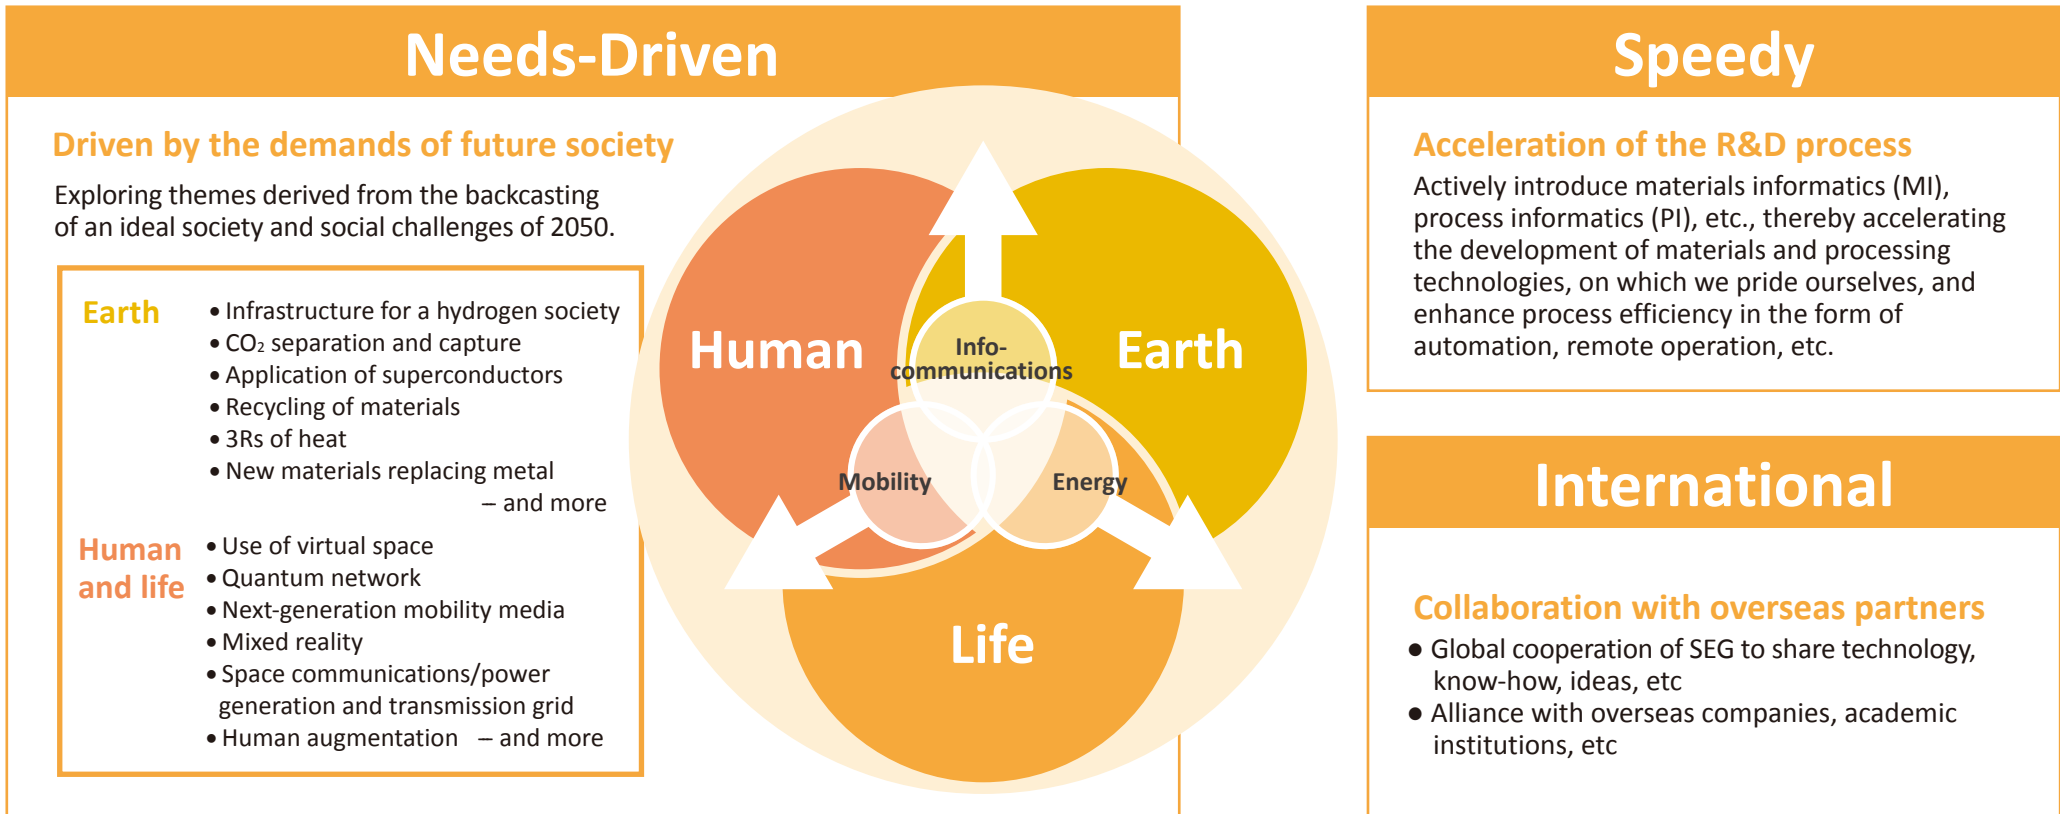 Needs-Driven
Driven by the demands of future society
Exploring themes derived from the backcasting
of an ideal society and social challenges of 2050.
Earth
• Infrastructure for a hydrogen society
• CO₂ separation and capture
• Application of superconductors
• Recycling of materials
• 3Rs of heat
• New materials replacing metal
– and more
Human
and life
• Use of virtual space
• Quantum network
• Next-generation mobility media
• Mixed reality
• Space communications/power
generation and transmission grid
• Human augmentation – and more
Human
Earth
Life
Info-
communications
Mobility
Energy
Speedy
Acceleration of the R&D process
Actively introduce materials informatics (MI),
process informatics (PI), etc., thereby accelerating
the development of materials and processing
technologies, on which we pride ourselves, and
enhance process efficiency in the form of
automation, remote operation, etc.
International
Collaboration with overseas partners
● Global cooperation of SEG to share technology,
know-how, ideas, etc
● Alliance with overseas companies, academic
institutions, etc